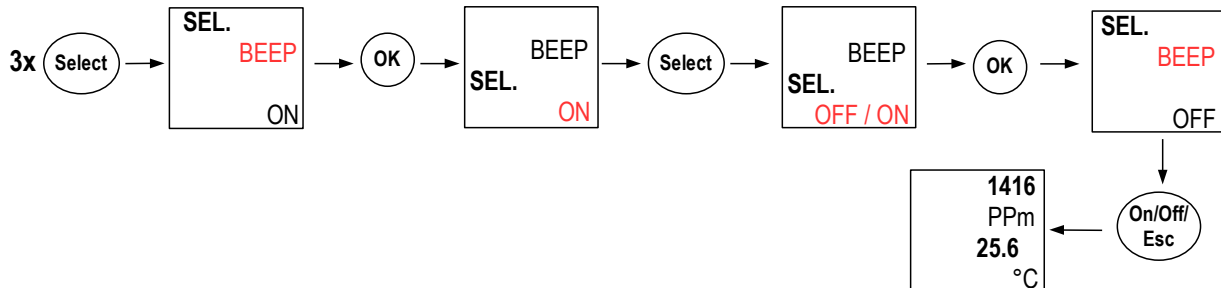 3x
Select
SEL.
BEEP
ON
OK
BEEP
SEL.
ON
Select
BEEP
SEL.
OFF / ON
OK
SEL.
BEEP
OFF
On/Off/
Esc
1416
PPm
25.6
°C